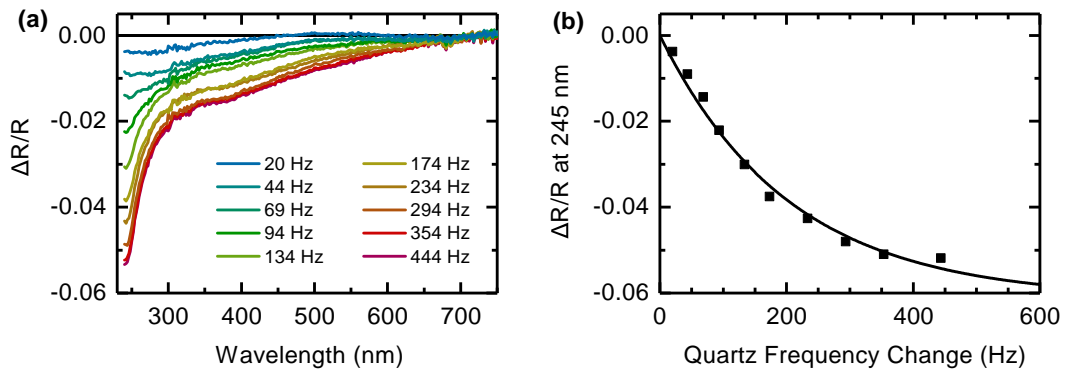 (a)
0.00
-0.02
-0.04
-0.06
ΔR/R
20 Hz
44 Hz
69 Hz
94 Hz
134 Hz
174 Hz
234 Hz
294 Hz
354 Hz
444 Hz
300 400 500 600 700
Wavelength (nm)
(b)
0.00
-0.02
-0.04
-0.06
ΔR/R at 245 nm
0 200 400 600
Quartz Frequency Change (Hz)